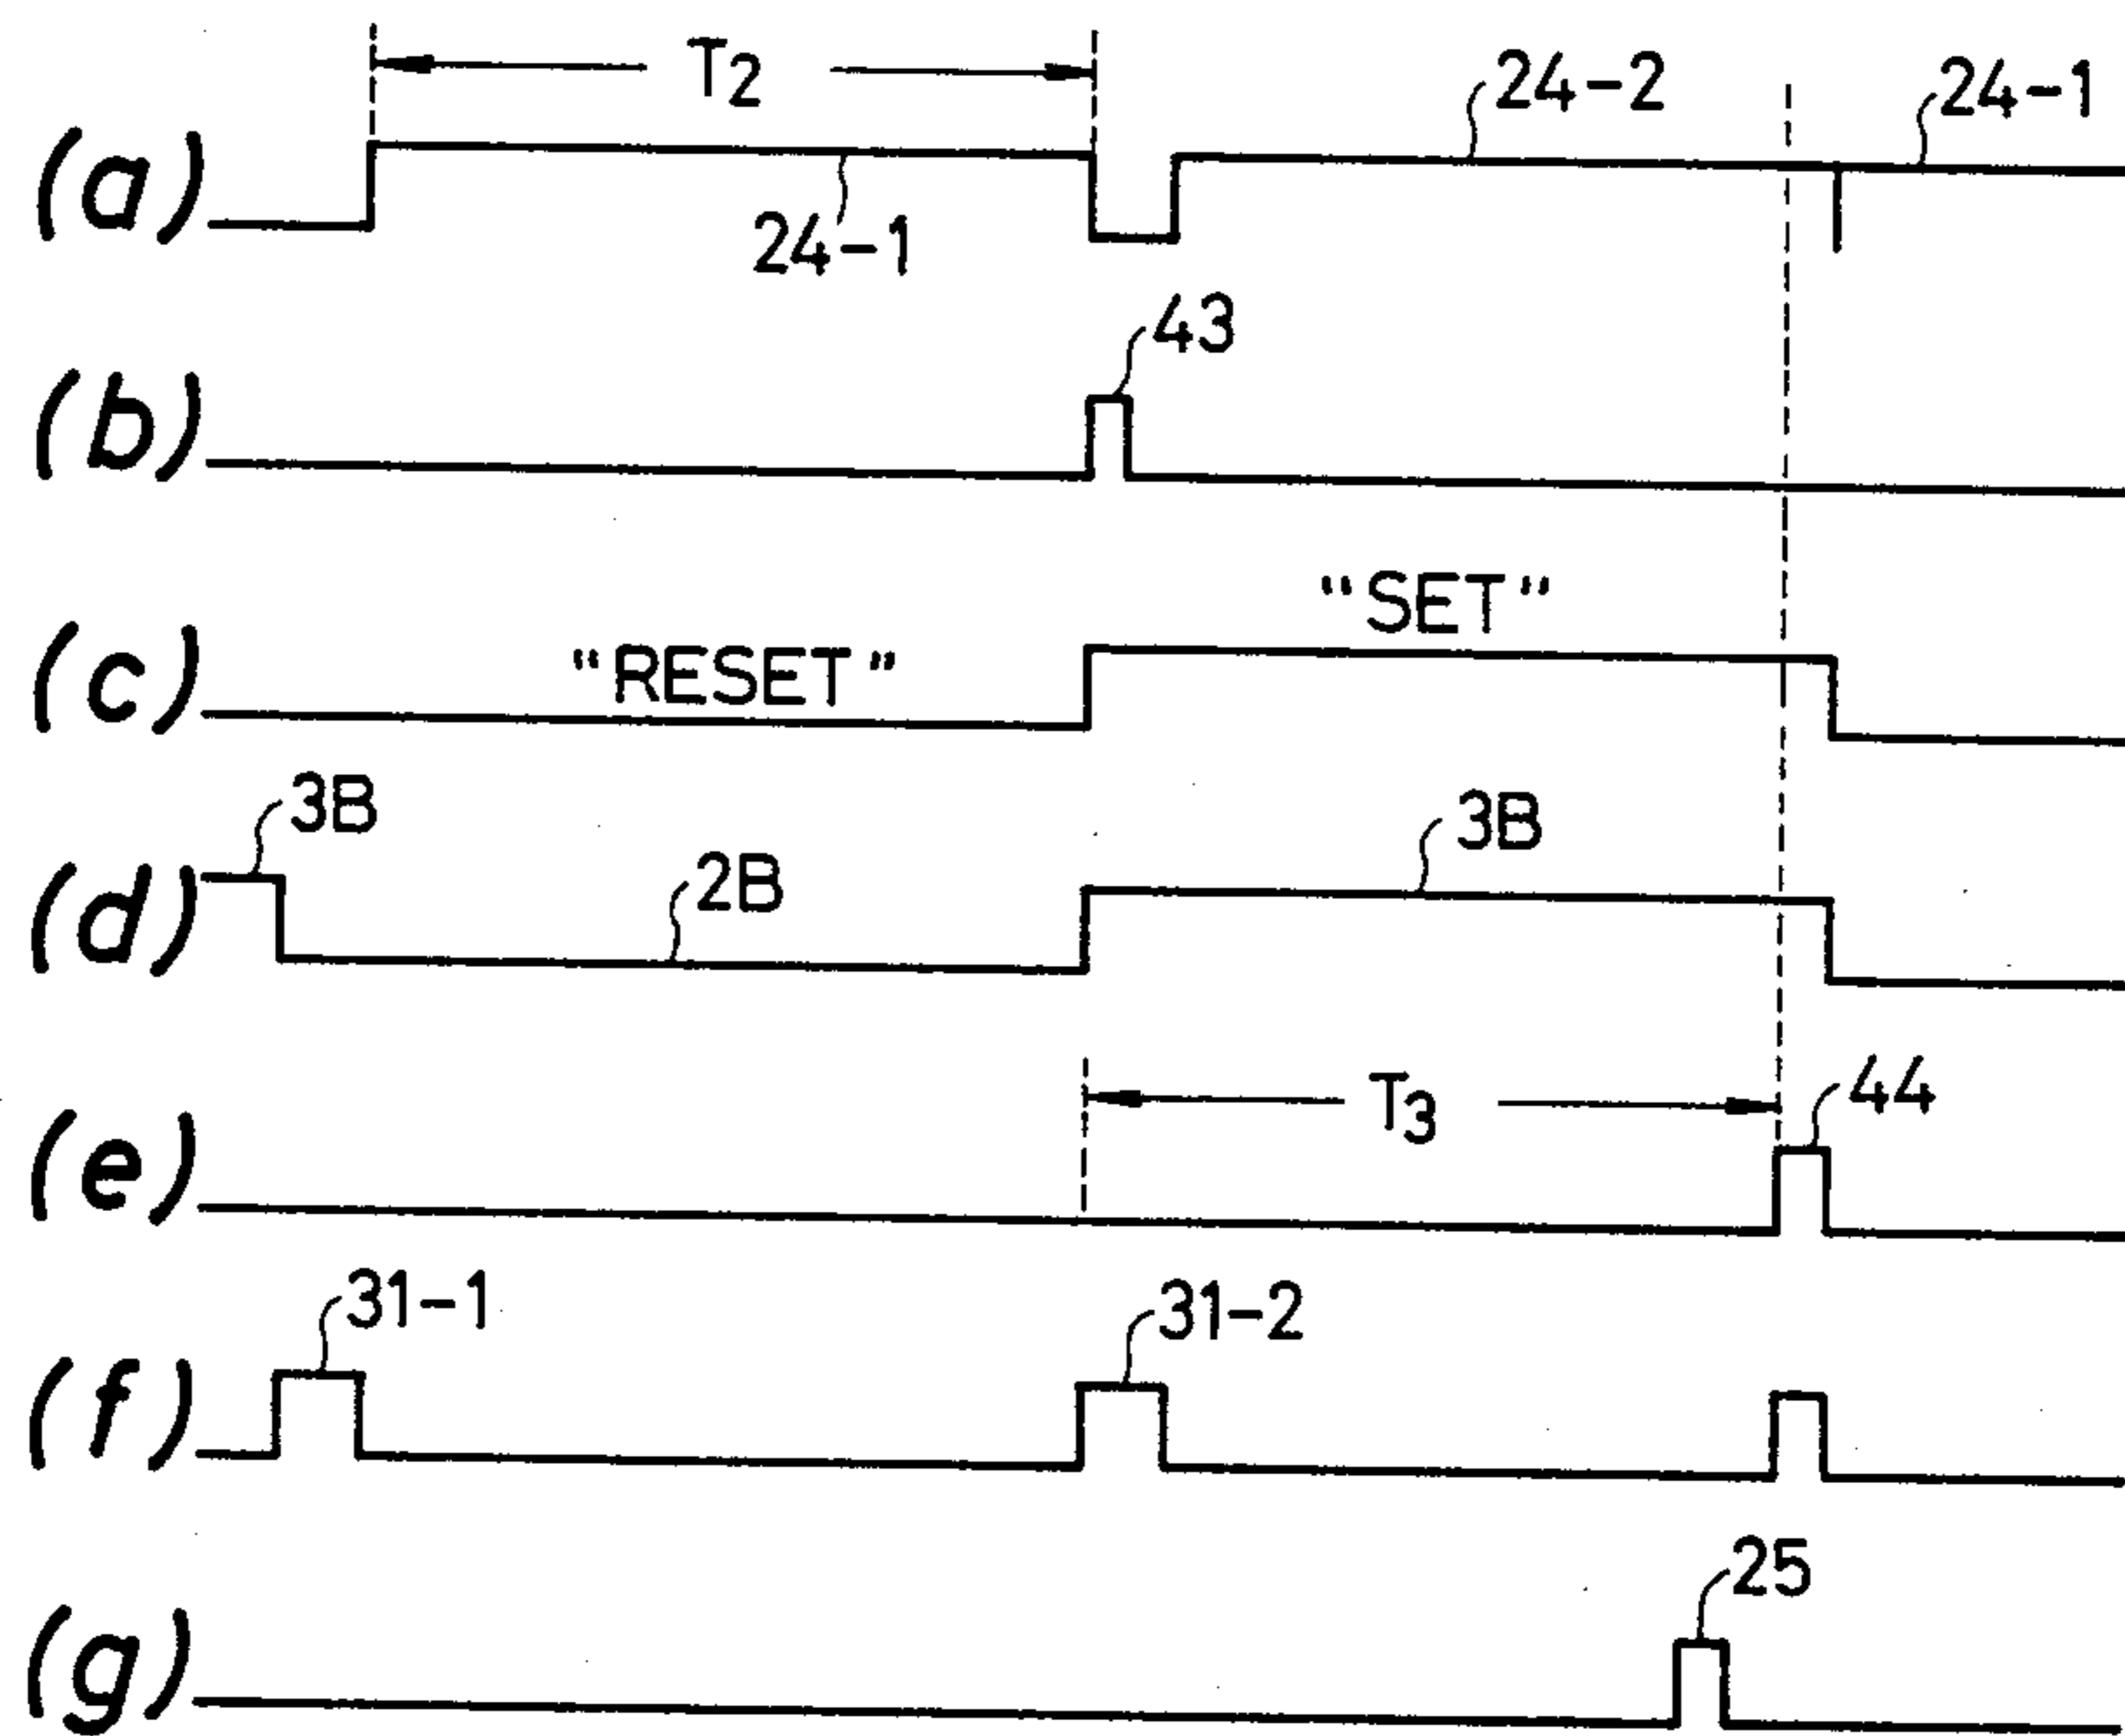 T2
24-2
24-1
(a)
24-1
43
(b)
"SET"
"RESET"
(c)
3B
3B
2B
(d)
T3
44
(e)
31-1
31-2
(f)
25
(g)